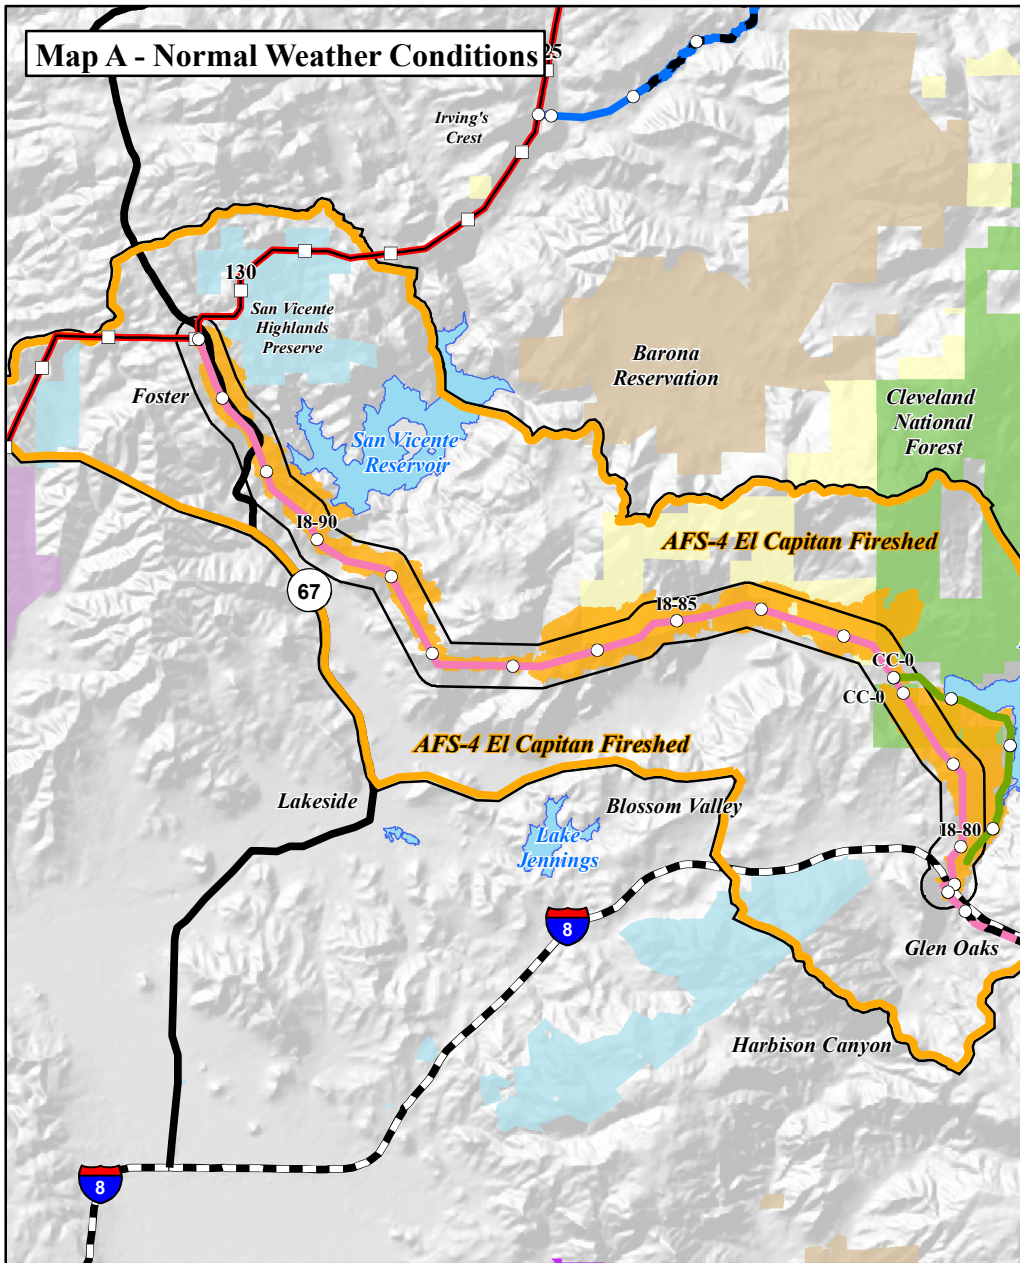 Map A - Normal Weather Conditions
25
Irving's
Crest
130
San Vicente
Highlands
Preserve
Barona
Reservation
Foster
Cleveland
National
Forest
San Vicente
Reservoir
I8-90
AFS-4 El Capitan Fireshed
67
I8-85
CC-0
CC-0
AFS-4 El Capitan Fireshed
Lakeside
Blossom Valley
Lake
Jennings
I8-80
8
Glen Oaks
Harbison Canyon
8